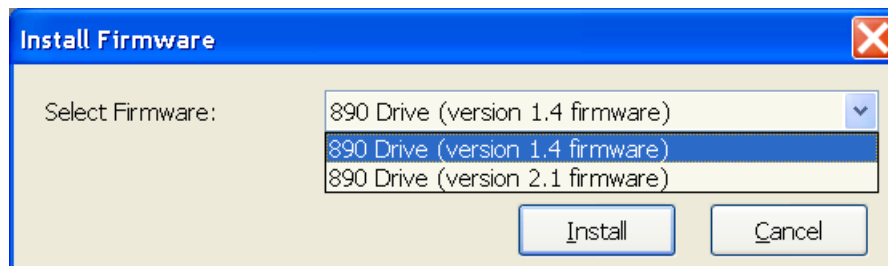 Install Firmware
Select Firmware: 890 Drive (version 1.4 firmware)
890 Drive (version 1.4 firmware)
890 Drive (version 2.1 firmware)
Install Cancel